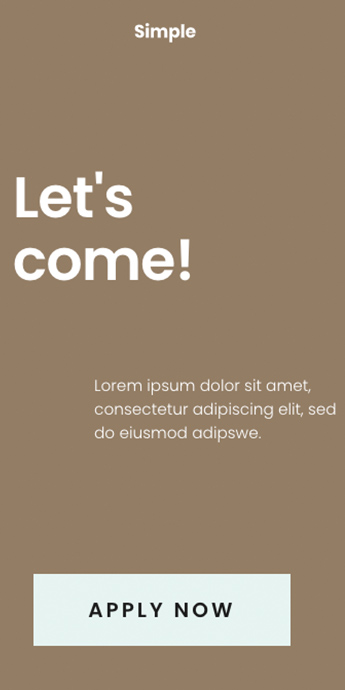 Simple
Let's
come!
Lorem ipsum dolor sit amet,
consectetur adipiscing elit, sed
do eiusmod adipswe.
APPLY NOW